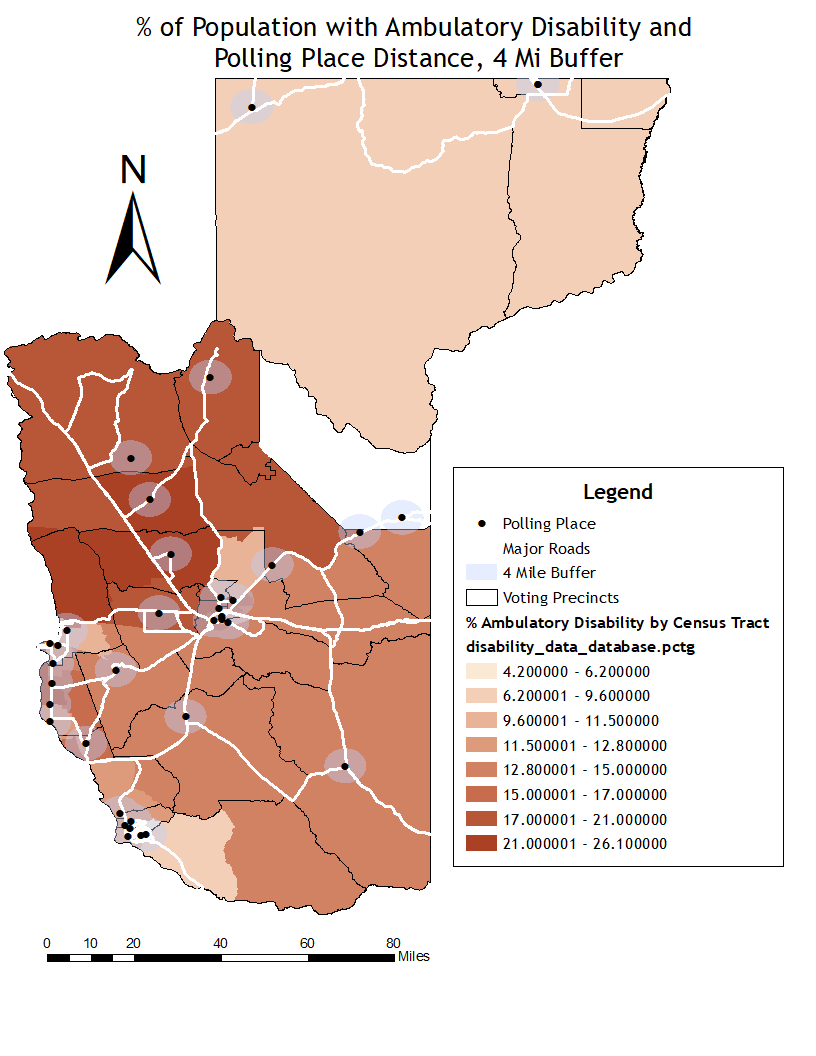 % of Population with Ambulatory Disability and
Polling Place Distance, 4 Mi Buffer
N
Legend
Polling Place
Major Roads
4 Mile Buffer
Voting Precincts
% Ambulatory Disability by Census Tract
disability_data_database.pctg
4.200000 - 6.200000
6.200001 - 9.600000
9.600001 - 11.500000
11.500001 - 12.800000
12.800001 - 15.000000
15.000001 - 17.000000
17.000001 - 21.000000
21.000001 - 26.100000
0 10 20 40 60 80
Miles